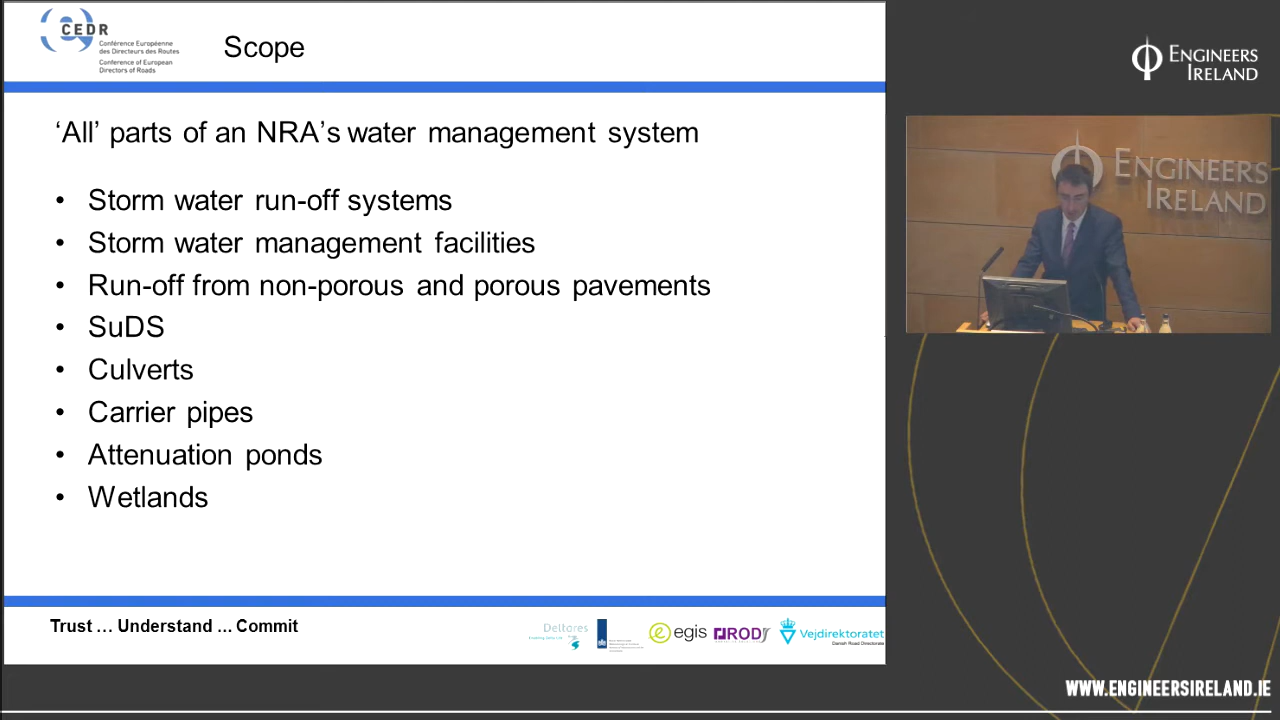 CEDR
Conférence Européenne
des Directeurs des Routes
Conference of European
Directors of Roads
Scope
‘All’ parts of an NRA’s water management system
• Storm water run-off systems
• Storm water management facilities
• Run-off from non-porous and porous pavements
• SuDS
• Culverts
• Carrier pipes
• Attenuation ponds
• Wetlands
Trust ... Understand ... Commit
Deltares
egis
ROD
Vejdirektoratet
Danish Road Directorate
ENGINEERS
IRELAND
ENGINEERS
IRELAND
WWW.ENGINEERSIRELAND.IE